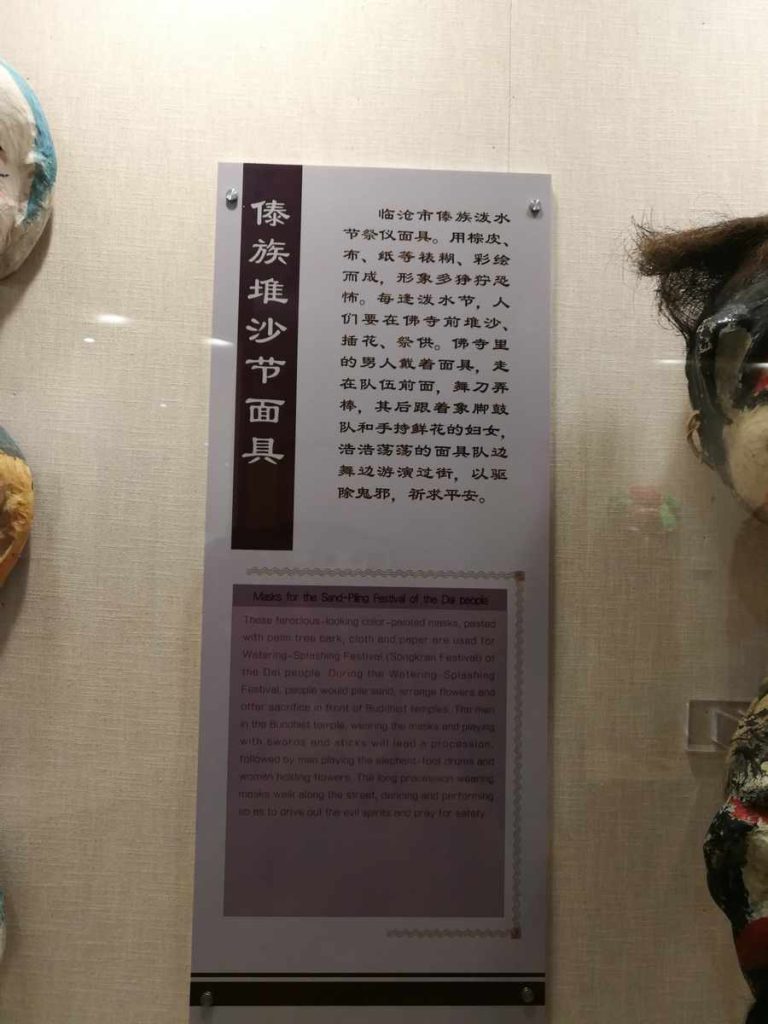 傣族堆沙节面具
临沧市傣族泼水
节祭仪面具。用棕皮、
布、纸等裱糊、彩绘
而成，形象多狰狞恐
怖。每逢泼水节，人
们要在佛寺前堆沙、
插花、祭供。佛寺里
的男人戴着面具，走
在队伍前面，舞刀弄
棒，其后跟着象脚鼓
队和手持鲜花的妇女，
浩浩荡荡的面具队边
舞边游演过街，以驱
除鬼邪，祈求平安。
Masks for the Sand-Piling Festival of the Dai people
These ferocious-looking color-painted masks, pasted
with palm tree bark, cloth and paper are used for
Watering-Splashing Festival (Songkran Festival) of
the Dai people. During the Watering-Splashing
Festival, people would pile sand, arrange flowers and
offer sacrifice in front of Buddhist temples. The men
in the Buddhist temple, wearing the masks and playing
with swords and sticks will lead a procession,
followed by men playing the elephant-foot drums and
women holding flowers. The long procession wearing
masks walk along the street, dancing and performing
so as to drive out the evil spirits and pray for safety.